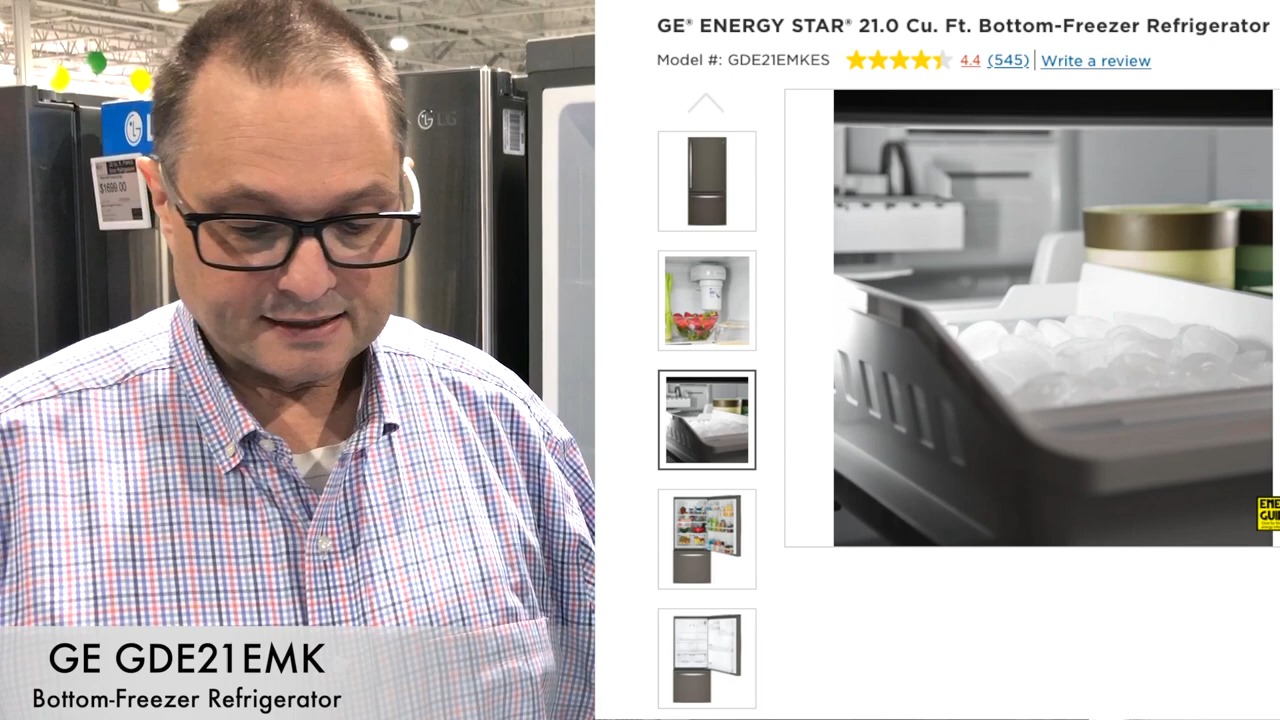 GE® ENERGY STAR® 21.0 Cu. Ft. Bottom-Freezer Refrigerator
Model #: GDE21EMKES 4.4 (545) Write a review
LG
$1699.00
GE GDE21EMK
Bottom-Freezer Refrigerator